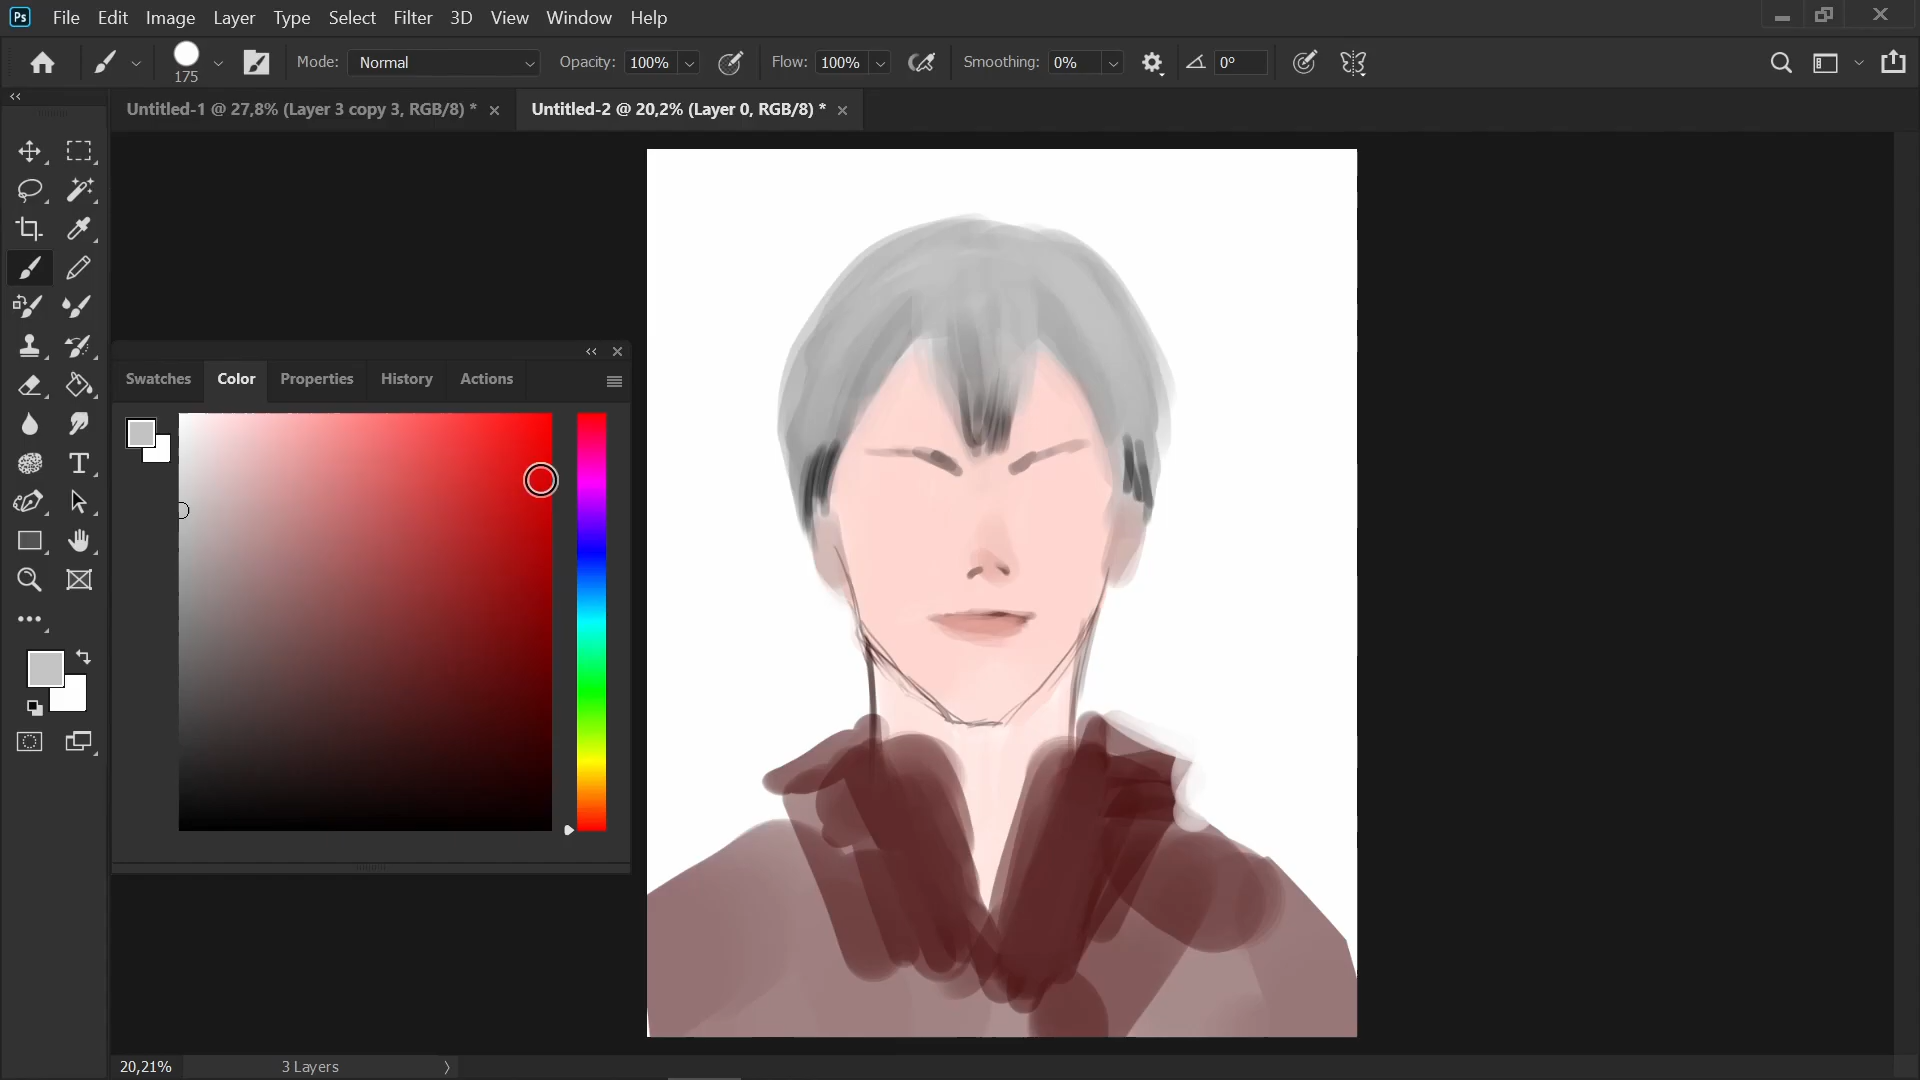 Ps File Edit Image Layer Type Select Filter 3D View Window Help
175 Mode: Normal Opacity: 100% Flow: 100% Smoothing: 0% 0°
Untitled-1 @ 27,8% (Layer 3 copy 3, RGB/8) * Untitled-2 @ 20,2% (Layer 0, RGB/8) *
Swatches Color Properties History Actions
T
20,21% 3 Layers